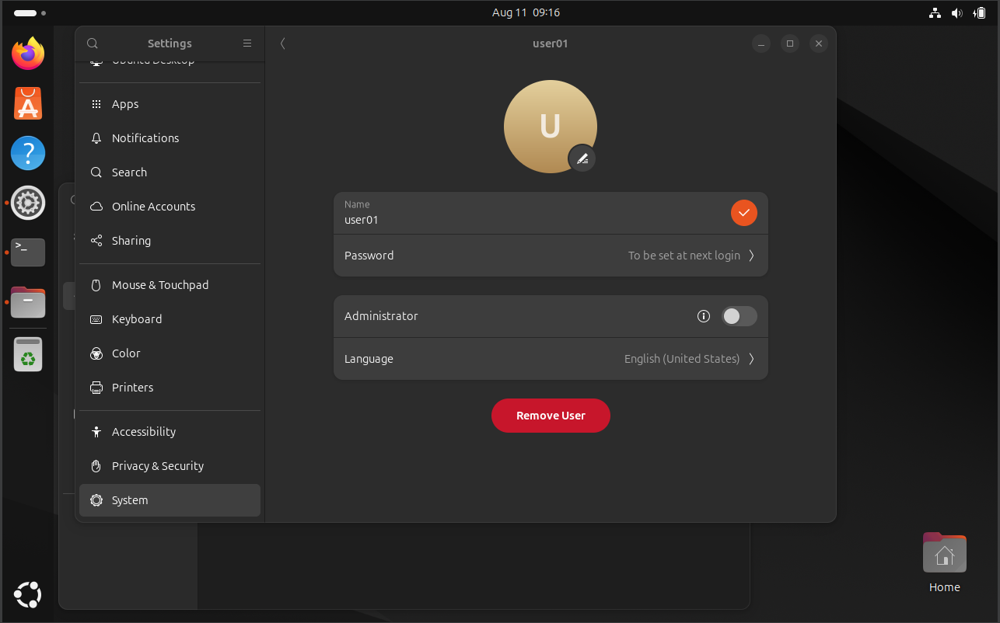 Aug 11 09:16
Settings
user01
Ubuntu Desktop
Apps
Notifications
Search
Online Accounts
Sharing
Mouse & Touchpad
Keyboard
Color
Printers
Accessibility
Privacy & Security
System
U
Name
user01
Password
To be set at next login
Administrator
Language
English (United States)
Remove User
Home